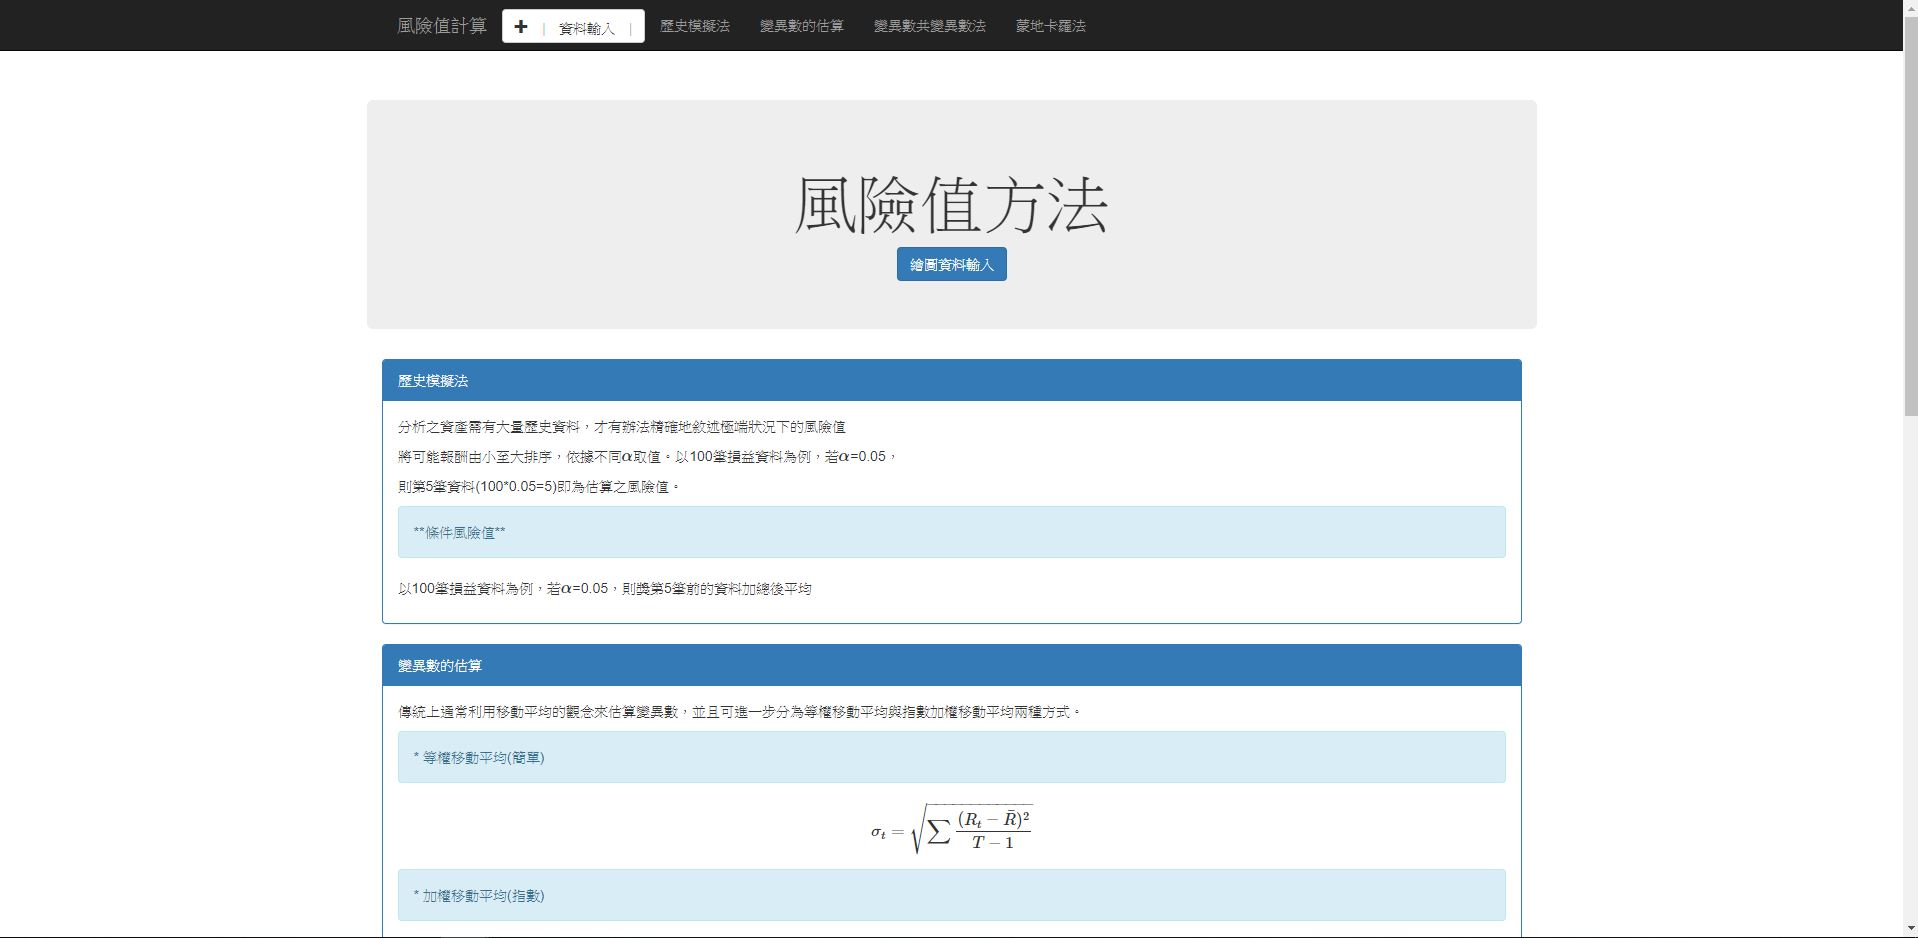 風險值計算 + | 資料輸入 | 歷史模擬法 變異數的估算 變異數共變異數法 蒙地卡羅法
風險值方法
繪圖資料輸入
歷史模擬法
分析之資產需有大量歷史資料，才有辦法精確地敘述極端狀況下的風險值
將可能報酬由小至大排序，依據不同α取值。以100筆損益資料為例，若α=0.05，
則第5筆資料(100*0.05=5)即為估算之風險值。
**條件風險值**
以100筆損益資料為例，若α=0.05，則獎第5筆前的資料加總後平均
變異數的估算
傳統上通常利用移動平均的觀念來估算變異數，並且可進一步分為等權移動平均與指數加權移動平均兩種方式。
* 等權移動平均(簡單)
σₜ = √(∑ (Rₜ − R̄)² / (T − 1))
* 加權移動平均(指數)